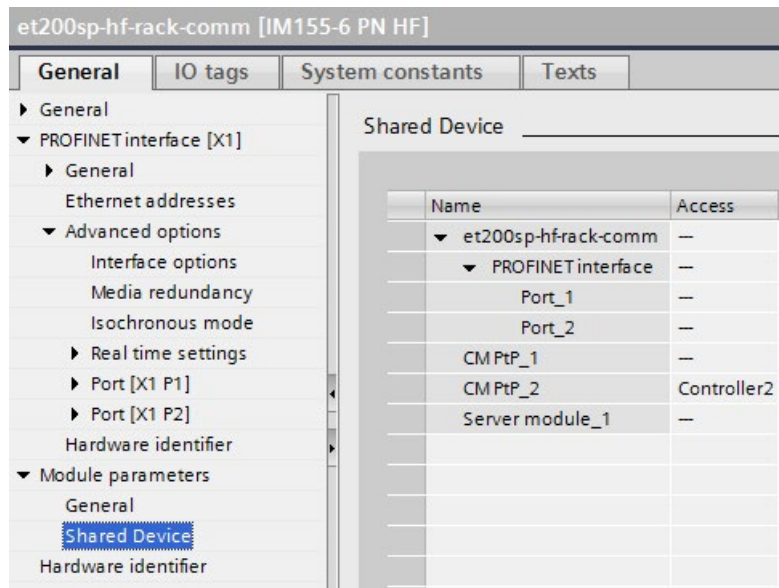 et200sp-hf-rack-comm [IM155-6 PN HF]
General IO tags System constants Texts
General
PROFINET interface [X1]
General
Ethernet addresses
Advanced options
Interface options
Media redundancy
Isochronous mode
Real time settings
Port [X1 P1]
Port [X1 P2]
Hardware identifier
Module parameters
General
Shared Device
Hardware identifier
Shared Device
Name Access
et200sp-hf-rack-comm ---
PROFINET interface ---
Port_1 ---
Port_2 ---
CM PtP_1 ---
CM PtP_2 Controller2
Server module_1 ---